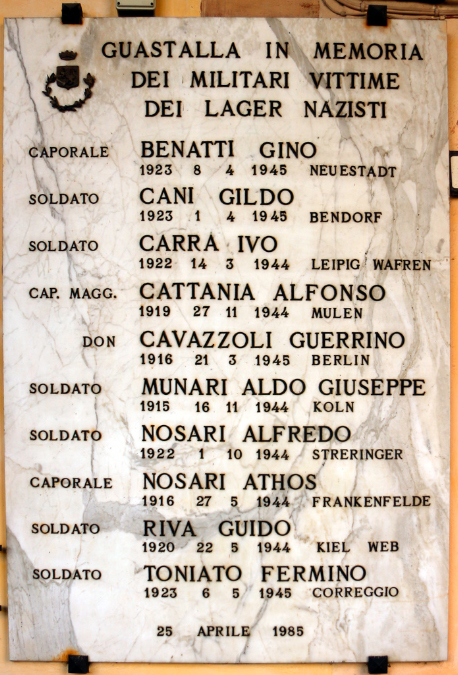 GUASTALLA IN MEMORIA
DEI MILITARI VITTIME
DEI LAGER NAZISTI
CAPORALE BENATTI GINO
1923 8 4 1945 NEUESTADT
SOLDATO CANI GILDO
1923 1 4 1945 BENDORF
SOLDATO CARRA IVO
1922 14 3 1944 LEIPIG WAFREN
CAP. MAGG. CATTANIA ALFONSO
1919 27 11 1944 MULEN
DON CAVAZZOLI GUERRINO
1916 21 3 1945 BERLIN
SOLDATO MUNARI ALDO GIUSEPPE
1915 16 11 1944 KOLN
SOLDATO NOSARI ALFREDO
1922 1 10 1944 STRERINGER
CAPORALE NOSARI ATHOS
1916 27 5 1944 FRANKENFELDE
SOLDATO RIVA GUIDO
1920 22 5 1944 KIEL WEB
SOLDATO TONIATO FERMINO
1923 6 5 1945 CORREGGIO
25 APRILE 1985